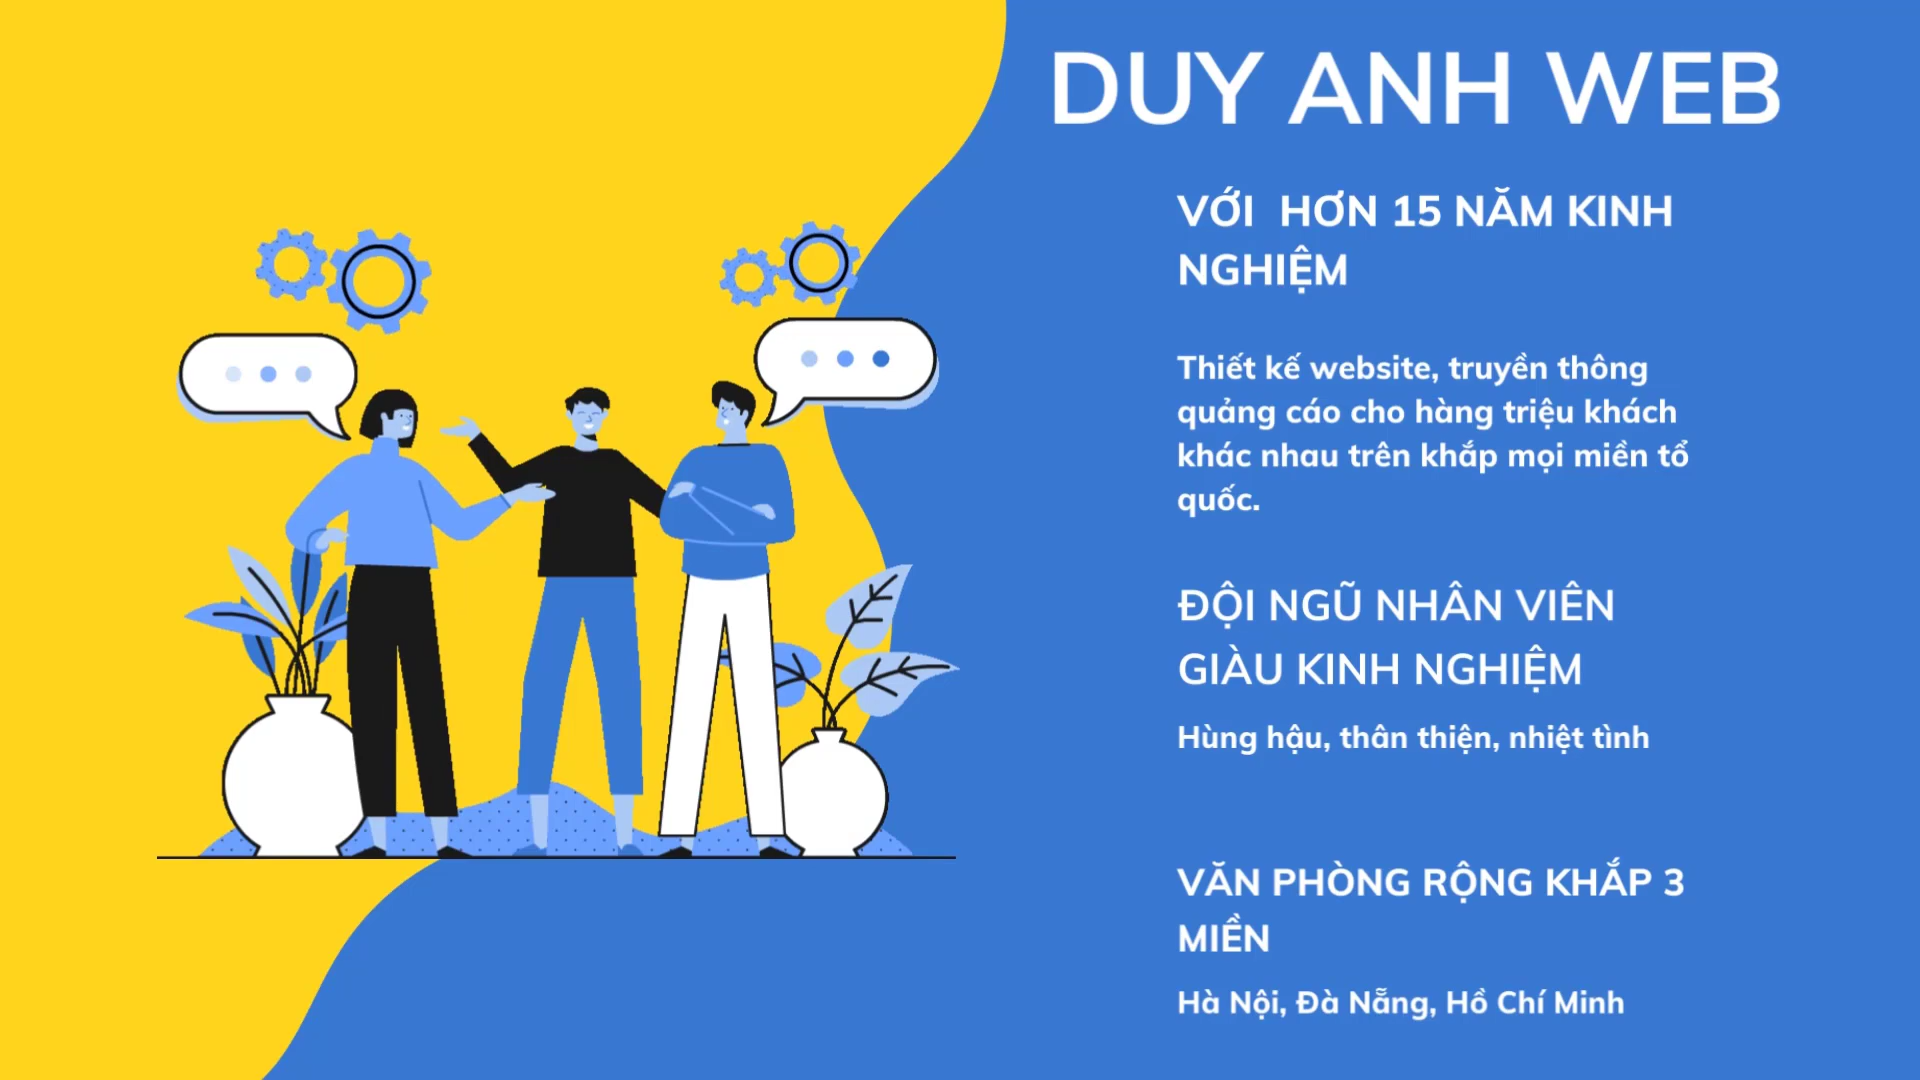 DUY ANH WEB
VỚI  HƠN 15 NĂM KINH
NGHIỆM
Thiết kế website, truyền thông
quảng cáo cho hàng triệu khách
khác nhau trên khắp mọi miền tổ
quốc.
ĐỘI NGŨ NHÂN VIÊN
GIÀU KINH NGHIỆM
Hùng hậu, thân thiện, nhiệt tình
VĂN PHÒNG RỘNG KHẮP 3
MIỀN
Hà Nội, Đà Nẵng, Hồ Chí Minh